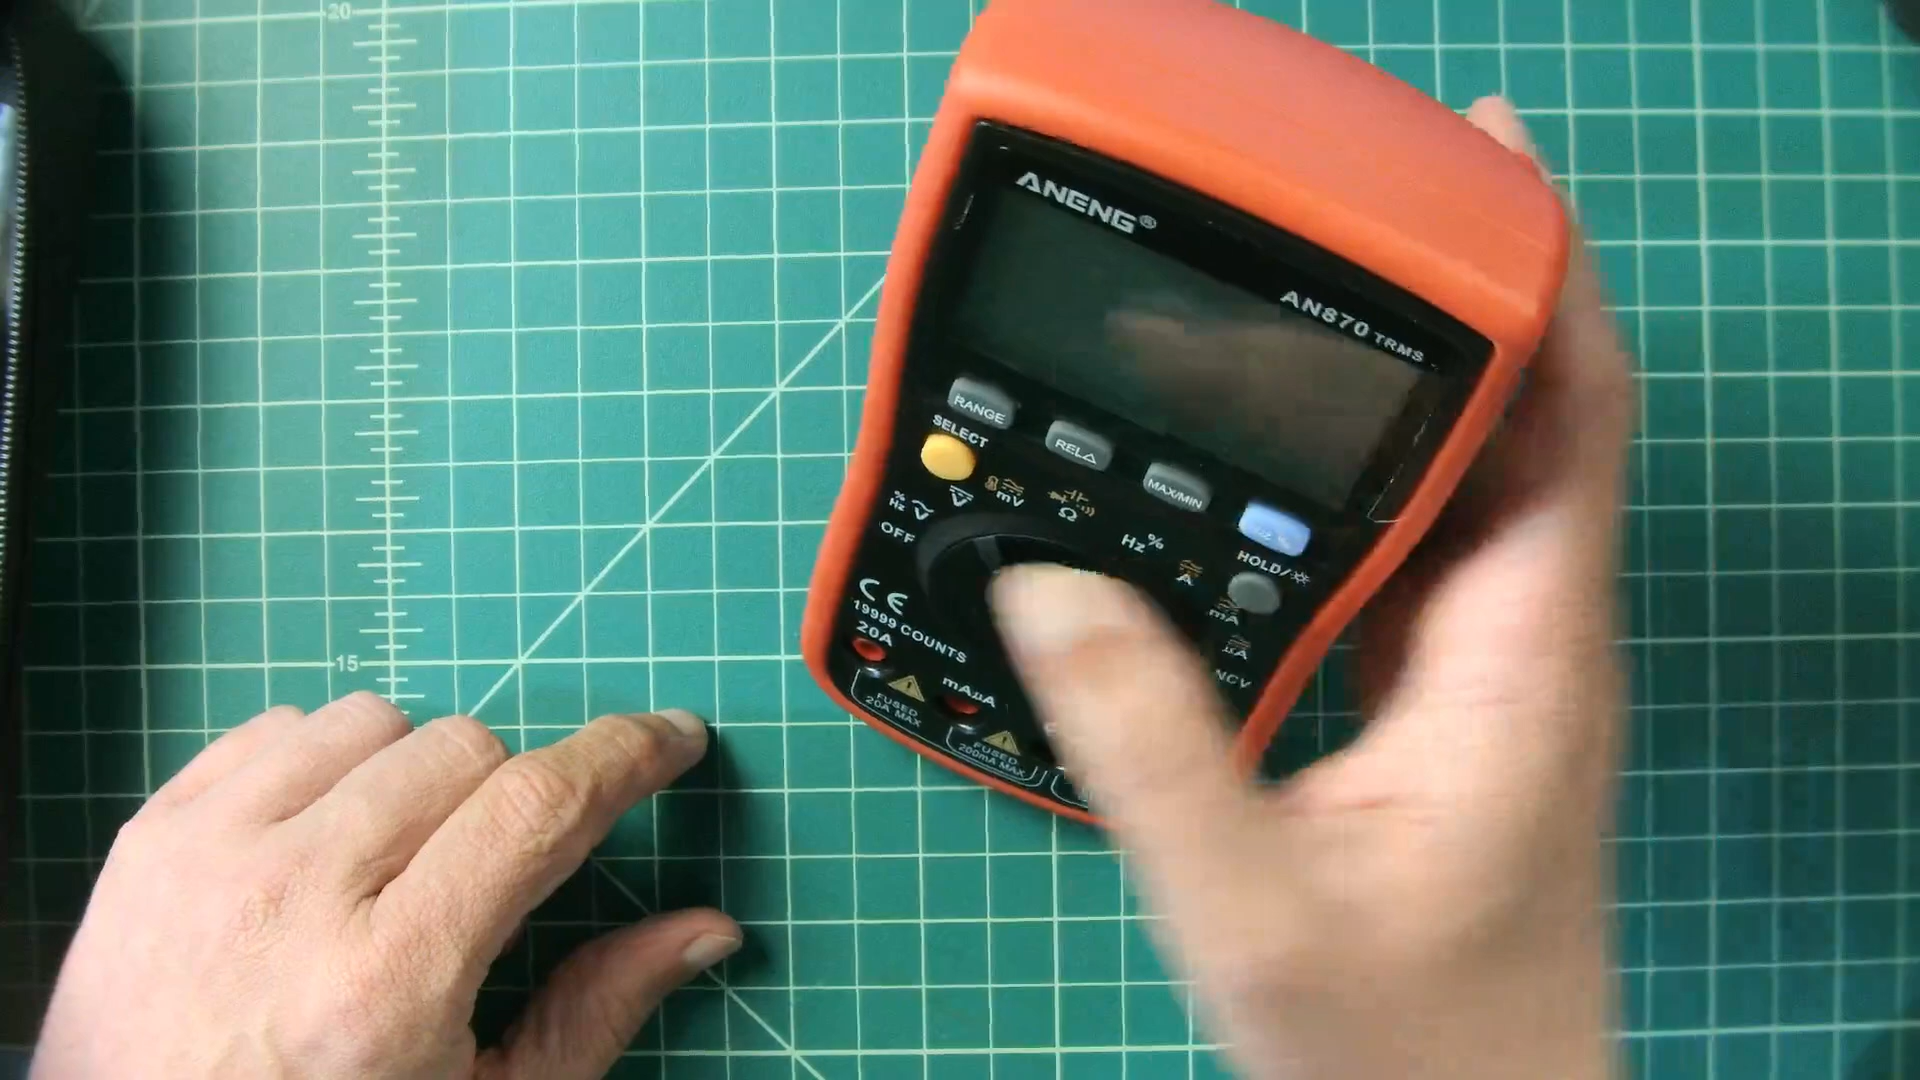 20
ANENG®
AN870 TRMS
RANGE
SELECT
REL△
MAX/MIN
HOLD/
% Hz V
V
mV
Ω
Hz %
A
mA
µA
NCV
OFF
CE
19999 COUNTS
20A
mAµA
FUSED
20A MAX
FUSED
200mA MAX
15